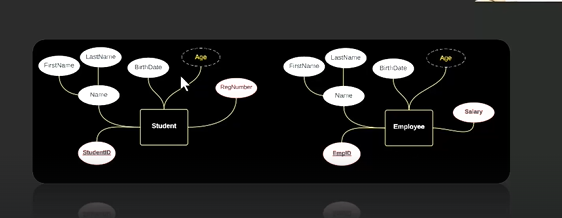 FirstName
LastName
BirthDate
Age
Name
RegNumber
Student
StudentID
FirstName
LastName
BirthDate
Age
Name
Salary
Employee
EmpID